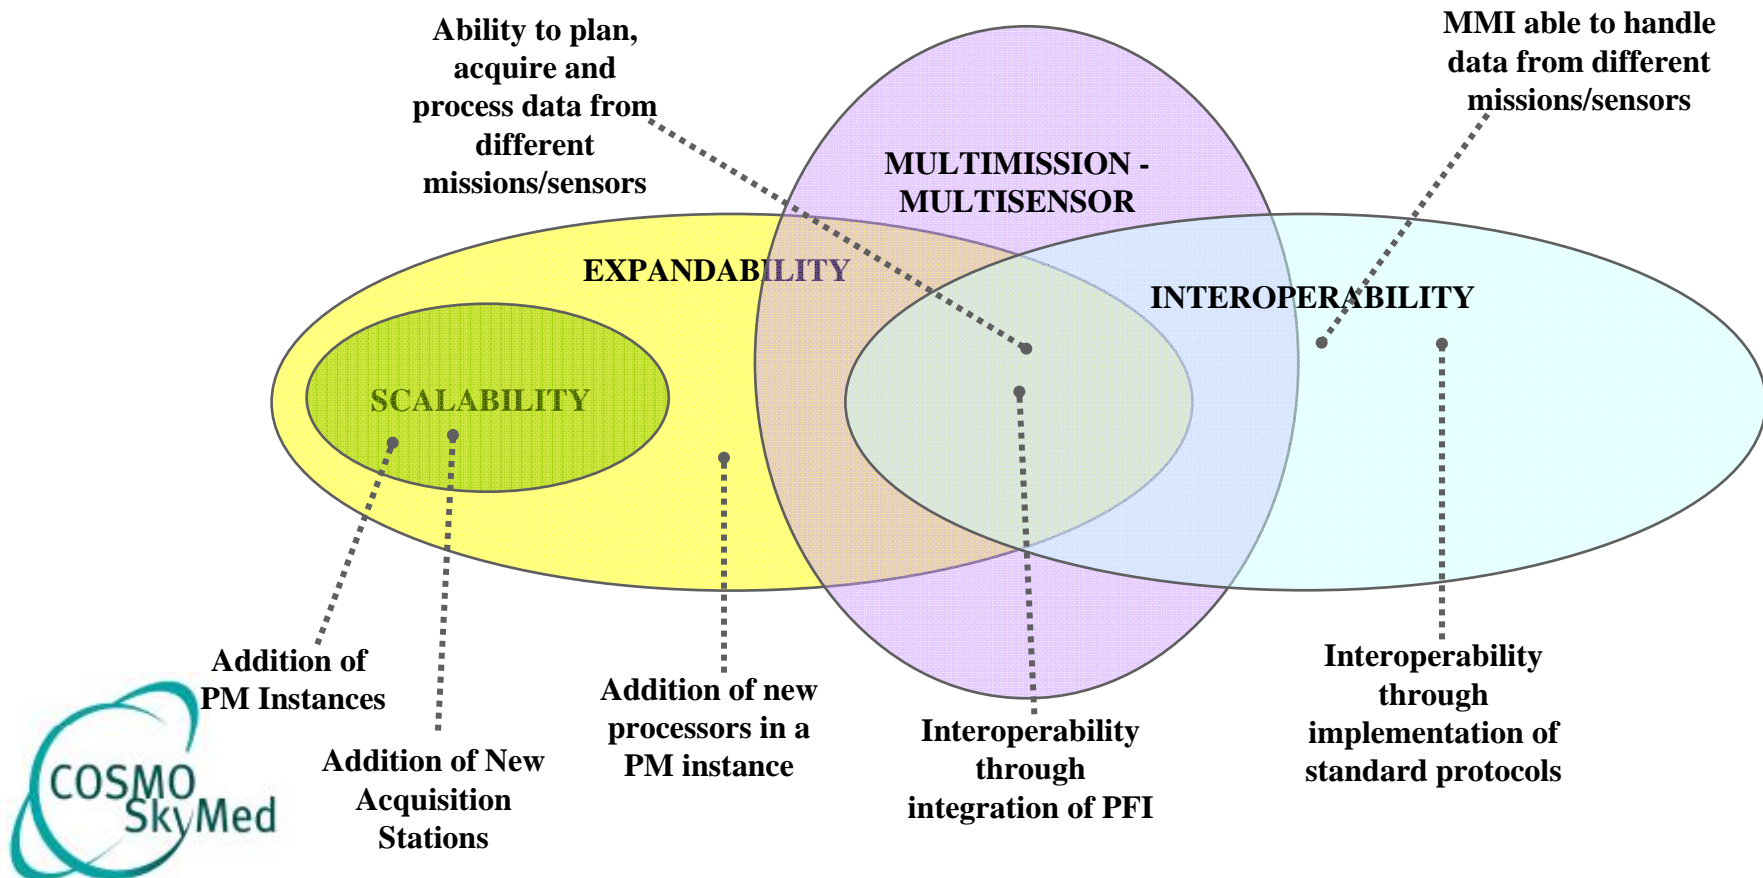 Ability to plan,
acquire and
process data from
different
missions/sensors
MMI able to handle
data from different
missions/sensors
MULTIMISSION -
MULTISENSOR
EXPANDABILITY
INTEROPERABILITY
SCALABILITY
Addition of
PM Instances
Addition of New
Acquisition
Stations
Addition of new
processors in a
PM instance
Interoperability
through
integration of PFI
Interoperability
through
implementation of
standard protocols
COSMO
SkyMed